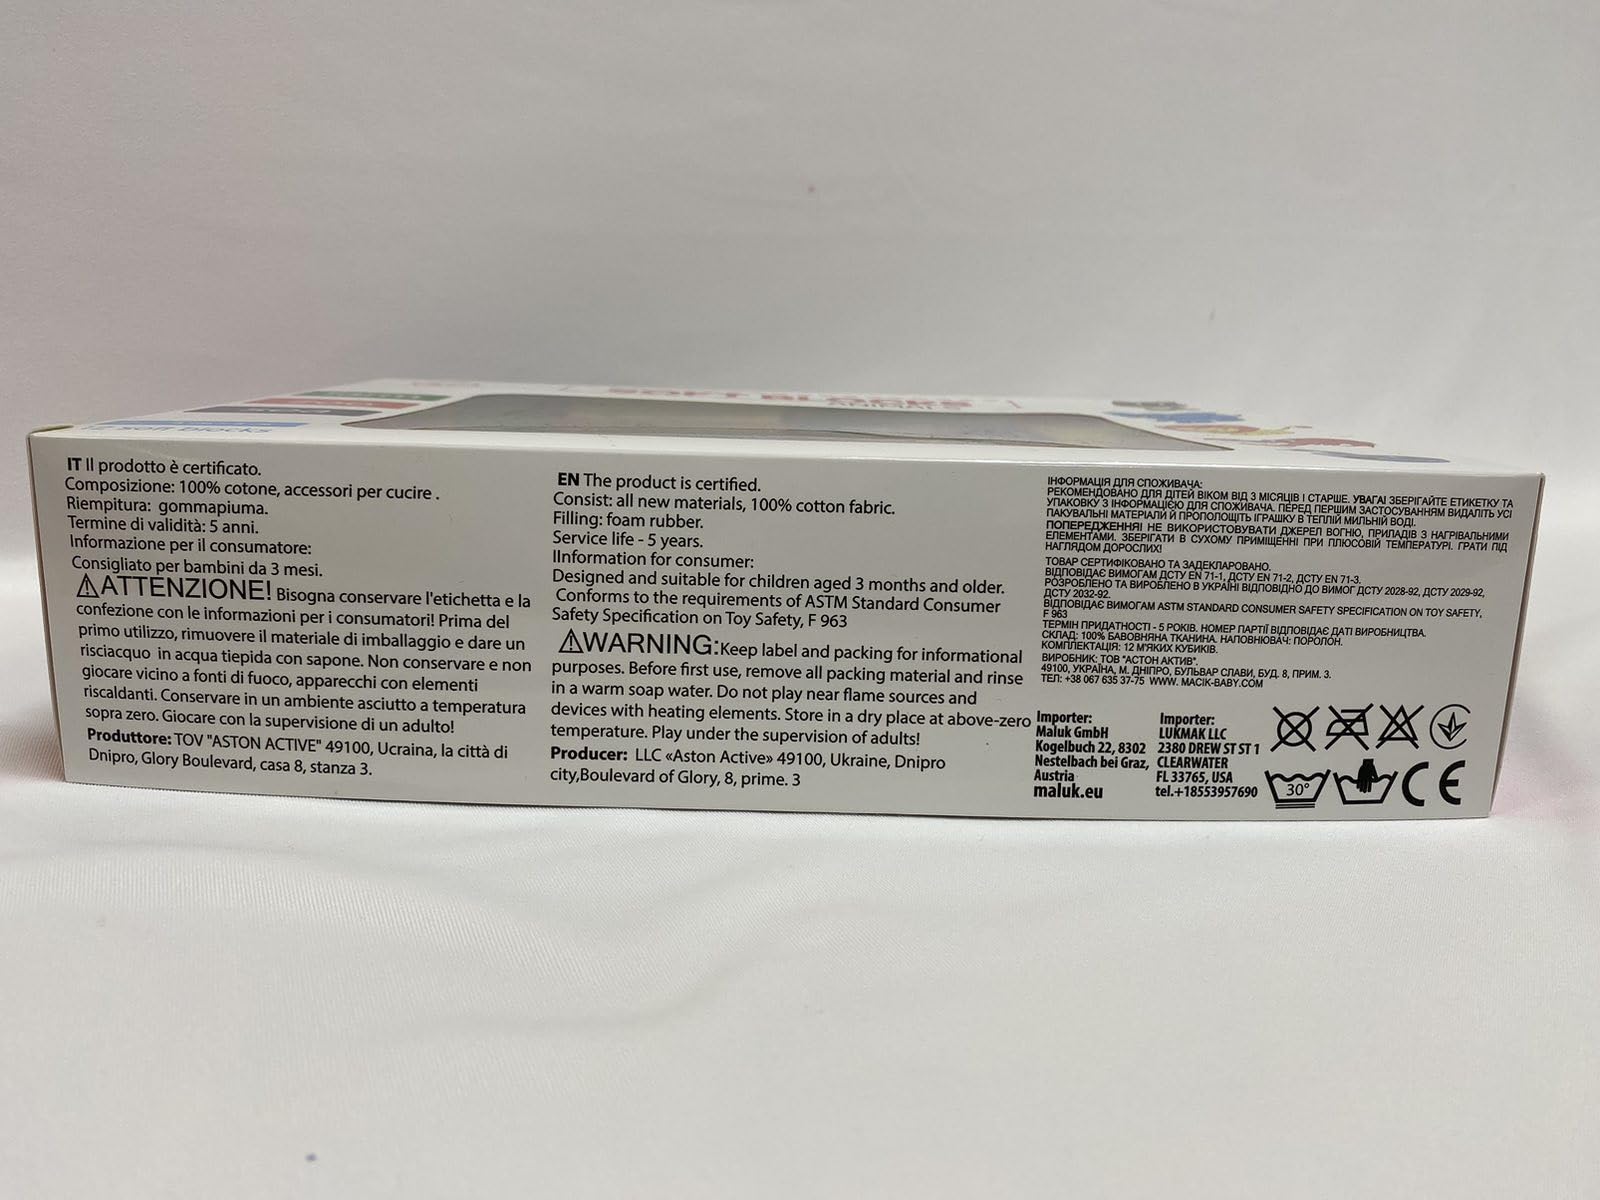 SOFT BLOCKS
ANIMALS
12 soft blocks
IT Il prodotto è certificato.
Composizione: 100% cotone, accessori per cucire .
Riempitura: gommapiuma.
Termine di validità: 5 anni.
Informazione per il consumatore:
Consigliato per bambini da 3 mesi.
⚠ATTENZIONE! Bisogna conservare l'etichetta e la
confezione con le informazioni per i consumatori! Prima del
primo utilizzo, rimuovere il materiale di imballaggio e dare un
risciacquo in acqua tiepida con sapone. Non conservare e non
giocare vicino a fonti di fuoco, apparecchi con elementi
riscaldanti. Conservare in un ambiente asciutto a temperatura
sopra zero. Giocare con la supervisione di un adulto!
Produttore: TOV "ASTON ACTIVE" 49100, Ucraina, la città di
Dnipro, Glory Boulevard, casa 8, stanza 3.
EN The product is certified.
Consist: all new materials, 100% cotton fabric.
Filling: foam rubber.
Service life - 5 years.
IInformation for consumer:
Designed and suitable for children aged 3 months and older.
Conforms to the requirements of ASTM Standard Consumer
Safety Specification on Toy Safety, F 963
⚠WARNING:Keep label and packing for informational
purposes. Before first use, remove all packing material and rinse
in a warm soap water. Do not play near flame sources and
devices with heating elements. Store in a dry place at above-zero
temperature. Play under the supervision of adults!
Producer: LLC «Aston Active» 49100, Ukraine, Dnipro
city,Boulevard of Glory, 8, prime. 3
ІНФОРМАЦІЯ ДЛЯ СПОЖИВАЧА:
РЕКОМЕНДОВАНО ДЛЯ ДІТЕЙ ВІКОМ ВІД 3 МІСЯЦІВ І СТАРШЕ. УВАГА! ЗБЕРІГАЙТЕ ЕТИКЕТКУ ТА
УПАКОВКУ З ІНФОРМАЦІЄЮ ДЛЯ СПОЖИВАЧА. ПЕРЕД ПЕРШИМ ЗАСТОСУВАННЯМ ВИДАЛІТЬ УСІ
ПАКУВАЛЬНІ МАТЕРІАЛИ Й ПРОПОЛОЩІТЬ ІГРАШКУ В ТЕПЛІЙ МИЛЬНІЙ ВОДІ.
ПОПЕРЕДЖЕННЯ! НЕ ВИКОРИСТОВУВАТИ ДЖЕРЕЛ ВОГНЮ, ПРИЛАДІВ З НАГРІВАЛЬНИМИ
ЕЛЕМЕНТАМИ. ЗБЕРІГАТИ В СУХОМУ ПРИМІЩЕННІ ПРИ ПЛЮСОВІЙ ТЕМПЕРАТУРІ. ГРАТИ ПІД
НАГЛЯДОМ ДОРОСЛИХ!
ТОВАР СЕРТИФІКОВАНО ТА ЗАДЕКЛАРОВАНО.
ВІДПОВІДАЄ ВИМОГАМ ДСТУ EN 71-1, ДСТУ EN 71-2, ДСТУ EN 71-3.
РОЗРОБЛЕНО ТА ВИРОБЛЕНО В УКРАЇНІ ВІДПОВІДНО ДО ВИМОГ ДСТУ 2028-92, ДСТУ 2029-92,
ДСТУ 2032-92.
ВІДПОВІДАЄ ВИМОГАМ ASTM STANDARD CONSUMER SAFETY SPECIFICATION ON TOY SAFETY,
F 963
ТЕРМІН ПРИДАТНОСТІ - 5 РОКІВ. НОМЕР ПАРТІЇ ВІДПОВІДАЄ ДАТІ ВИРОБНИЦТВА.
СКЛАД: 100% БАВОВНЯНА ТКАНИНА. НАПОВНЮВАЧ: ПОРОЛОН.
КОМПЛЕКТАЦІЯ: 12 М'ЯКИХ КУБИКІВ.
ВИРОБНИК: ТОВ "АСТОН АКТИВ".
49100, УКРАЇНА, М. ДНІПРО, БУЛЬВАР СЛАВИ, БУД. 8, ПРИМ. 3.
ТЕЛ: +38 067 635 37-75 WWW. MACIK-BABY.COM
Importer:
Maluk GmbH
Kogelbuch 22, 8302
Nestelbach bei Graz,
Austria
maluk.eu
Importer:
LUKMAK LLC
2380 DREW ST ST 1
CLEARWATER
FL 33765, USA
tel.+18553957690
30°
CE